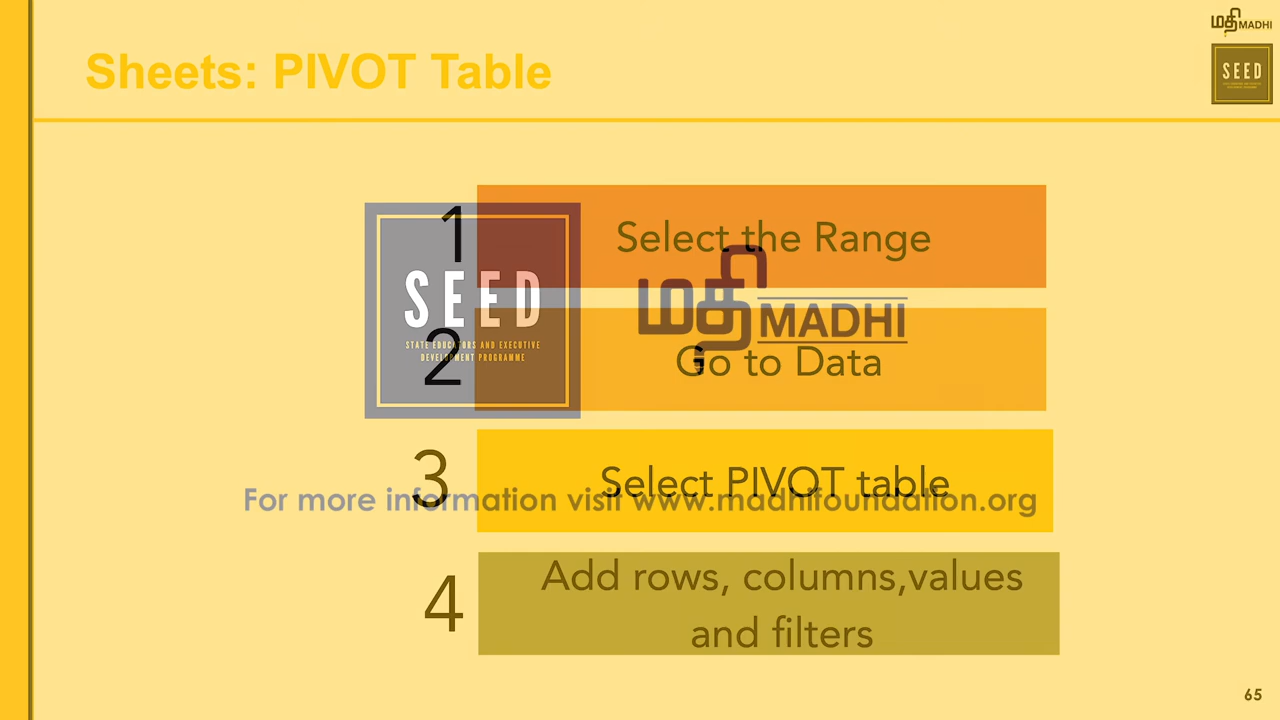 மதி MADHI
Sheets: PIVOT Table
SEED
1 Select the Range
SEED
STATE EDUCATORS AND EXECUTIVE
DEVELOPMENT PROGRAMME
மதி MADHI
2 Go to Data
3 Select PIVOT table
For more information visit www.madhifoundation.org
4 Add rows, columns,values
and filters
65